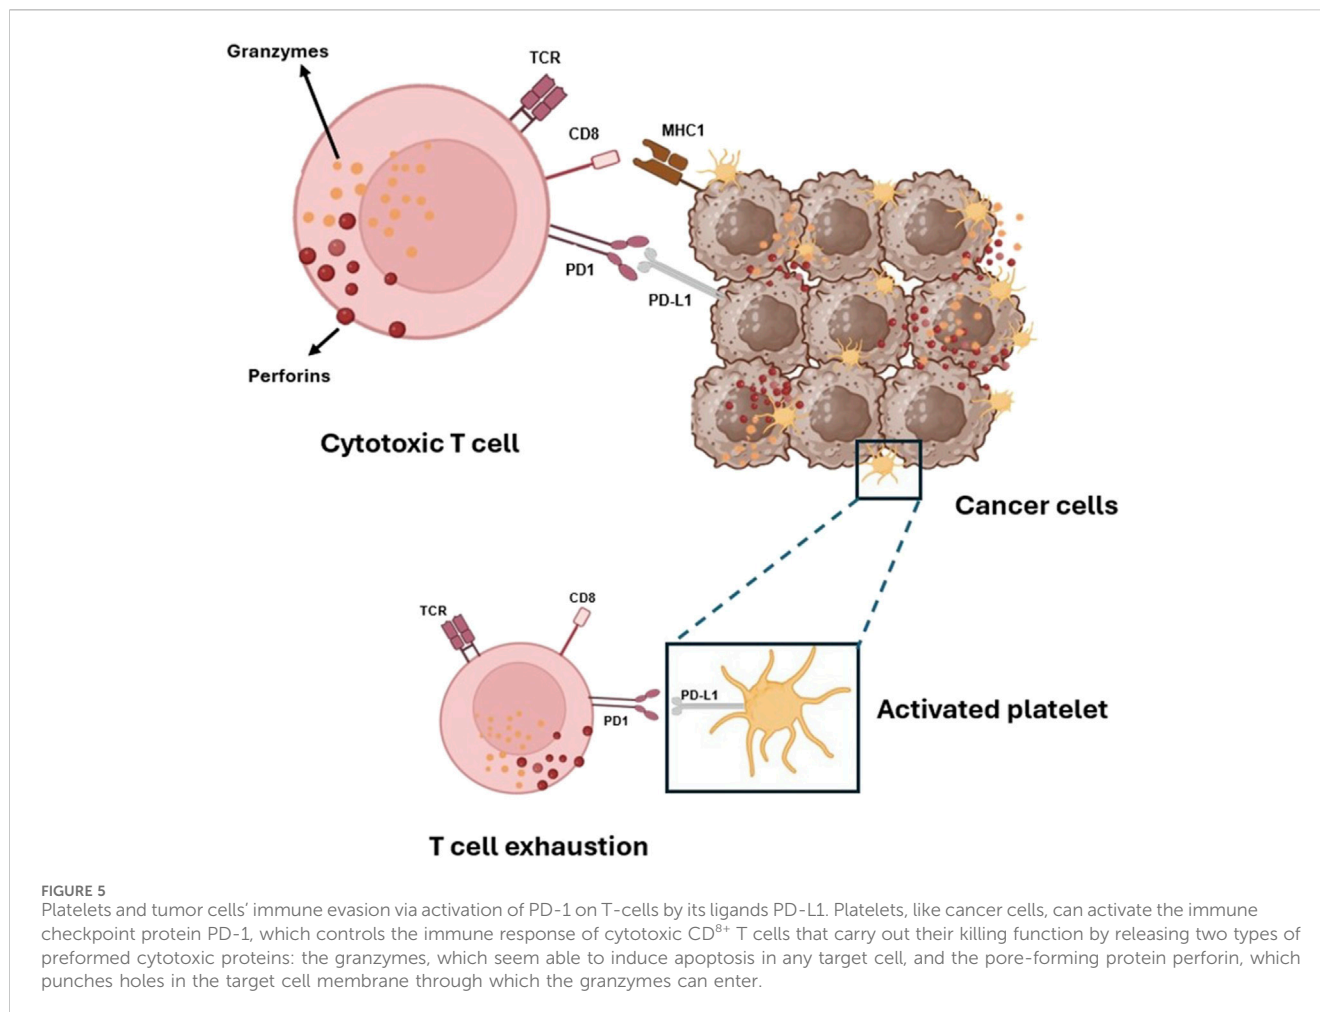 Granzymes
TCR
CD8
MHC1
PD1
PD-L1
Perforins
Cytotoxic T cell
Cancer cells
TCR
CD8
PD-L1
PD1
Activated platelet
T cell exhaustion
FIGURE 5
Platelets and tumor cells’ immune evasion via activation of PD-1 on T-cells by its ligands PD-L1. Platelets, like cancer cells, can activate the immune
checkpoint protein PD-1, which controls the immune response of cytotoxic CD8+ T cells that carry out their killing function by releasing two types of
preformed cytotoxic proteins: the granzymes, which seem able to induce apoptosis in any target cell, and the pore-forming protein perforin, which
punches holes in the target cell membrane through which the granzymes can enter.